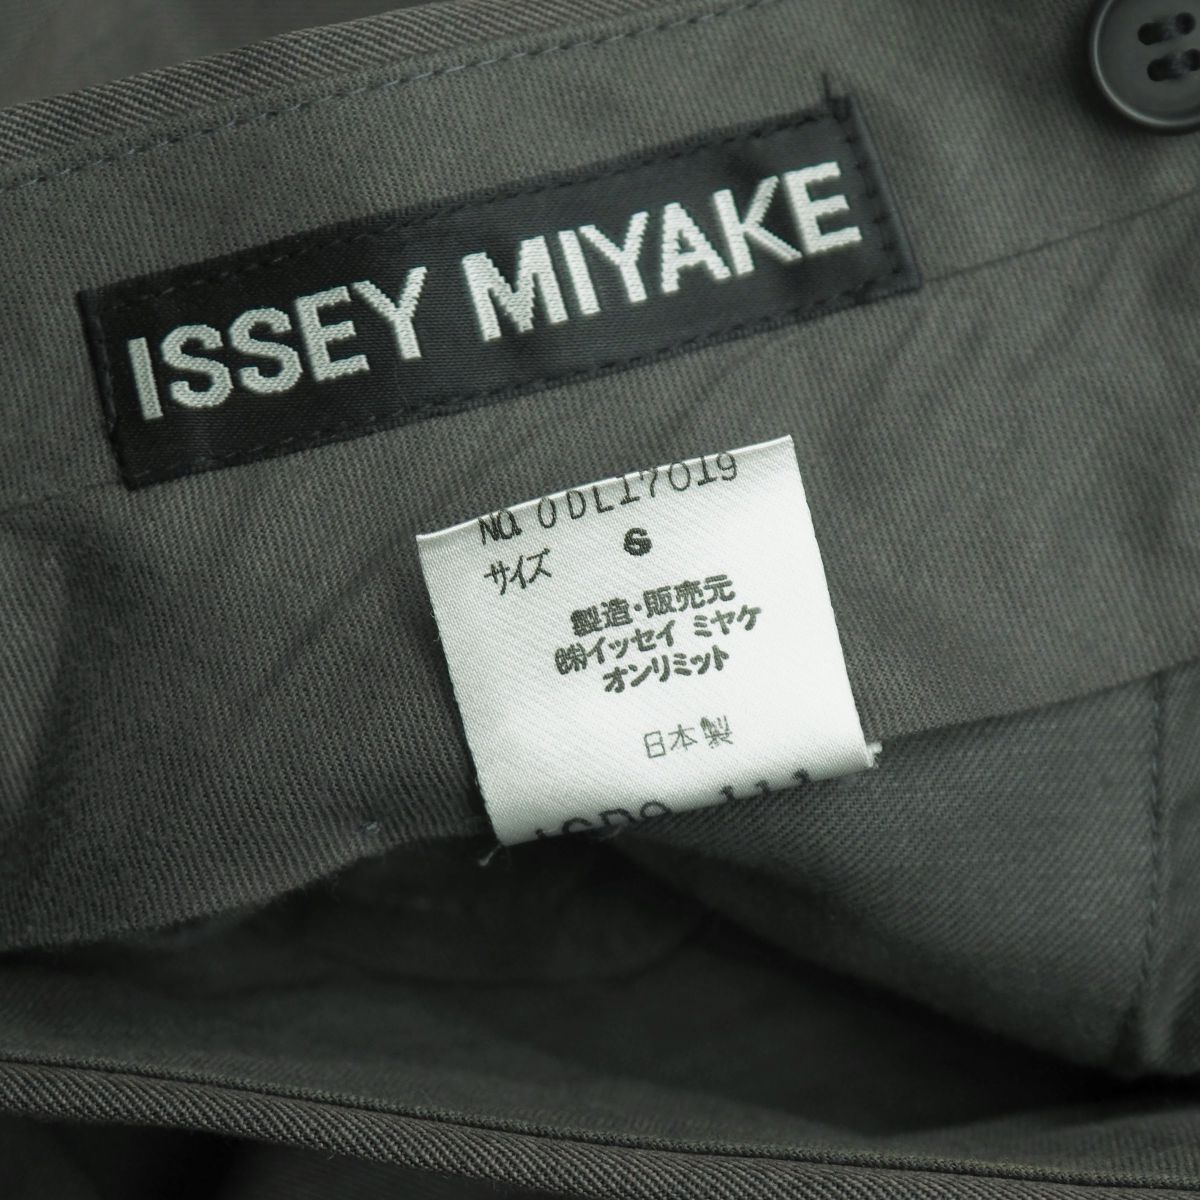 ISSEY MIYAKE
NO. 0DL17019
サイズ S
製造・販売元
㈱イッセイ ミヤケ
オンリミット
日本製